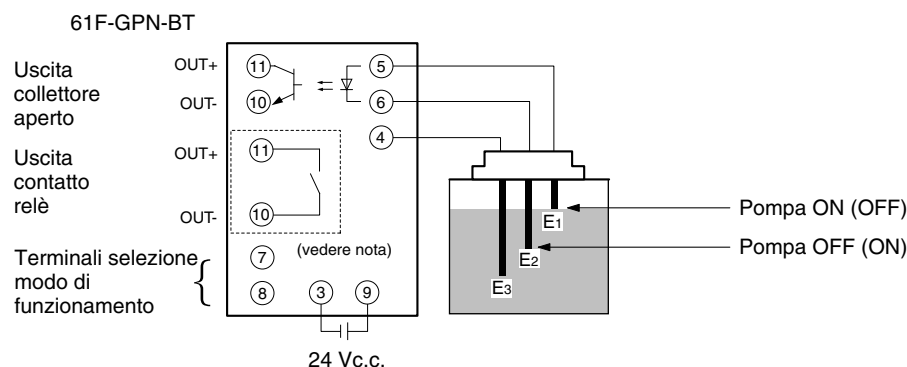 61F-GPN-BT
Uscita
collettore
aperto
OUT+
OUT-
11
10
5
6
4
Uscita
contatto
relè
OUT+
OUT-
11
10
Terminali selezione
modo di
funzionamento
7
8
(vedere nota)
3
9
24 Vc.c.
E1
E2
E3
Pompa ON (OFF)
Pompa OFF (ON)